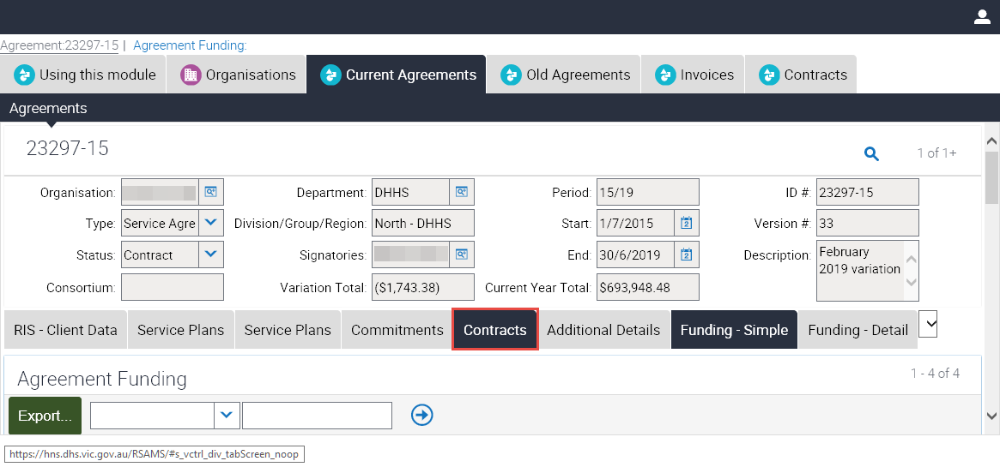 Agreement:23297-15 | Agreement Funding:
Using this module Organisations Current Agreements Old Agreements Invoices Contracts
Agreements
23297-15
1 of 1+
Organisation: Department: DHHS Period: 15/19 ID #: 23297-15
Type: Service Agre Division/Group/Region: North - DHHS Start: 1/7/2015 2 Version #: 33
Status: Contract Signatories: End: 30/6/2019 2 Description: February
2019 variation
Consortium: Variation Total: ($1,743.38) Current Year Total: $693,948.48
RIS - Client Data Service Plans Service Plans Commitments Contracts Additional Details Funding - Simple Funding - Detail
Agreement Funding 1 - 4 of 4
Export...
https://hns.dhs.vic.gov.au/RSAMS/#s_vctrl_div_tabScreen_noop